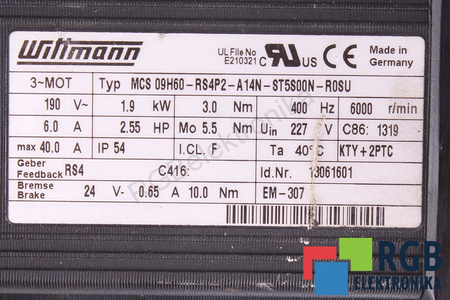 Wittmann
UL File No
E210321
c UR US
CE
Made in
Germany
3~MOT Typ MCS 09H60-RS4P2-A14N-ST5S00N-R0SU
190 V~ 1.9 kW 3.0 Nm 400 Hz 6000 r/min
6.0 A 2.55 HP Mo 5.5 Nm Uin 227 V C86: 1319
max 40.0 A IP 54 I.CL. F Ta 40°C KTY+2PTC
Geber
Feedback RS4 C416: Id.Nr. 13061601
Bremse
Brake 24 V- 0.65 A 10.0 Nm EM-307
RGB
ELEKTRONIKA